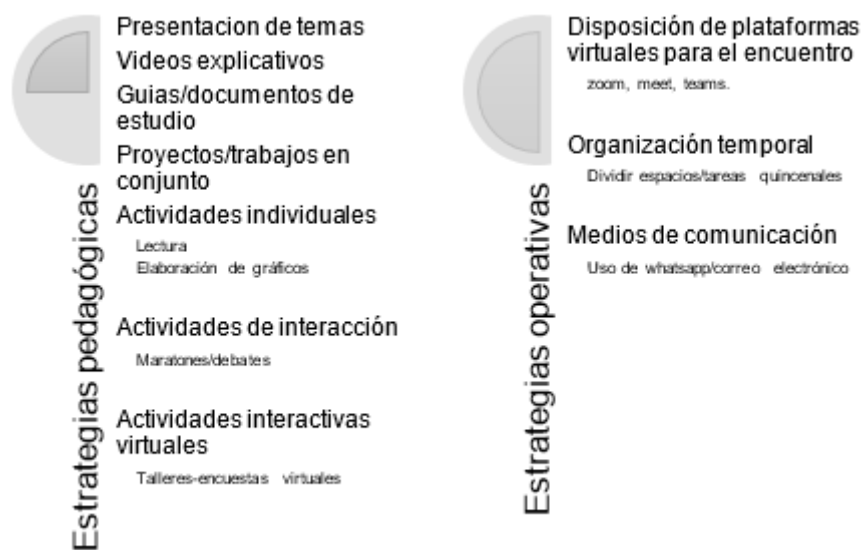 Estrategias pedagógicas
Presentacion de temas
Videos explicativos
Guias/documentos de
estudio
Proyectos/trabajos en
conjunto
Actividades individuales
Lectura
Elaboración de gráficos
Actividades de interacción
Maratones/debates
Actividades interactivas
virtuales
Talleres-encuestas virtuales
Estrategias operativas
Disposición de plataformas
virtuales para el encuentro
zoom, meet, teams.
Organización temporal
Dividir espacios/tareas quincenales
Medios de comunicación
Uso de whatsapp/correo electrónico